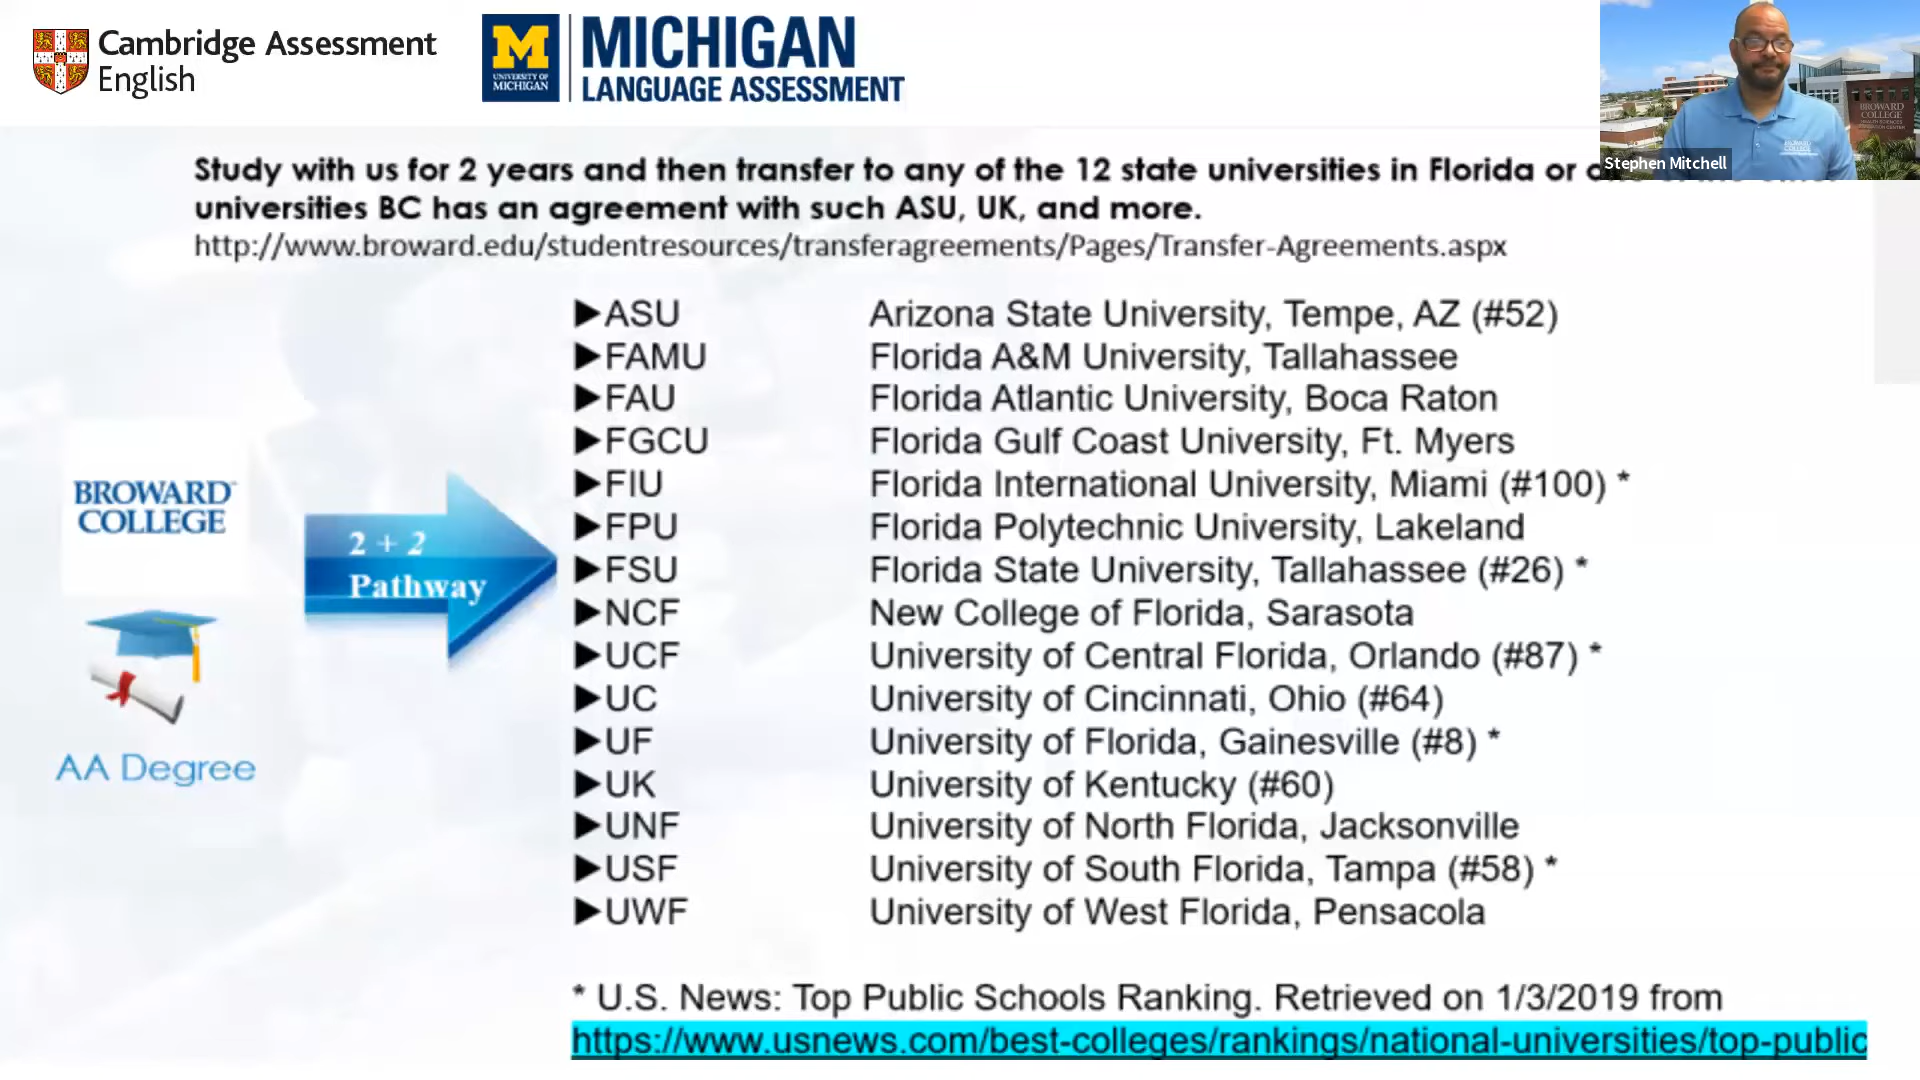 Cambridge Assessment
English
M
UNIVERSITY OF
MICHIGAN
MICHIGAN
LANGUAGE ASSESSMENT
BROWARD
COLLEGE
Stephen Mitchell
Study with us for 2 years and then transfer to any of the 12 state universities in Florida or
universities BC has an agreement with such ASU, UK, and more.
http://www.broward.edu/studentresources/transferagreements/Pages/Transfer-Agreements.aspx
▶ASU Arizona State University, Tempe, AZ (#52)
▶FAMU Florida A&M University, Tallahassee
▶FAU Florida Atlantic University, Boca Raton
▶FGCU Florida Gulf Coast University, Ft. Myers
▶FIU Florida International University, Miami (#100) *
▶FPU Florida Polytechnic University, Lakeland
▶FSU Florida State University, Tallahassee (#26) *
▶NCF New College of Florida, Sarasota
▶UCF University of Central Florida, Orlando (#87) *
▶UC University of Cincinnati, Ohio (#64)
▶UF University of Florida, Gainesville (#8) *
▶UK University of Kentucky (#60)
▶UNF University of North Florida, Jacksonville
▶USF University of South Florida, Tampa (#58) *
▶UWF University of West Florida, Pensacola
BROWARD
COLLEGE
2 + 2
Pathway
AA Degree
* U.S. News: Top Public Schools Ranking. Retrieved on 1/3/2019 from
https://www.usnews.com/best-colleges/rankings/national-universities/top-public